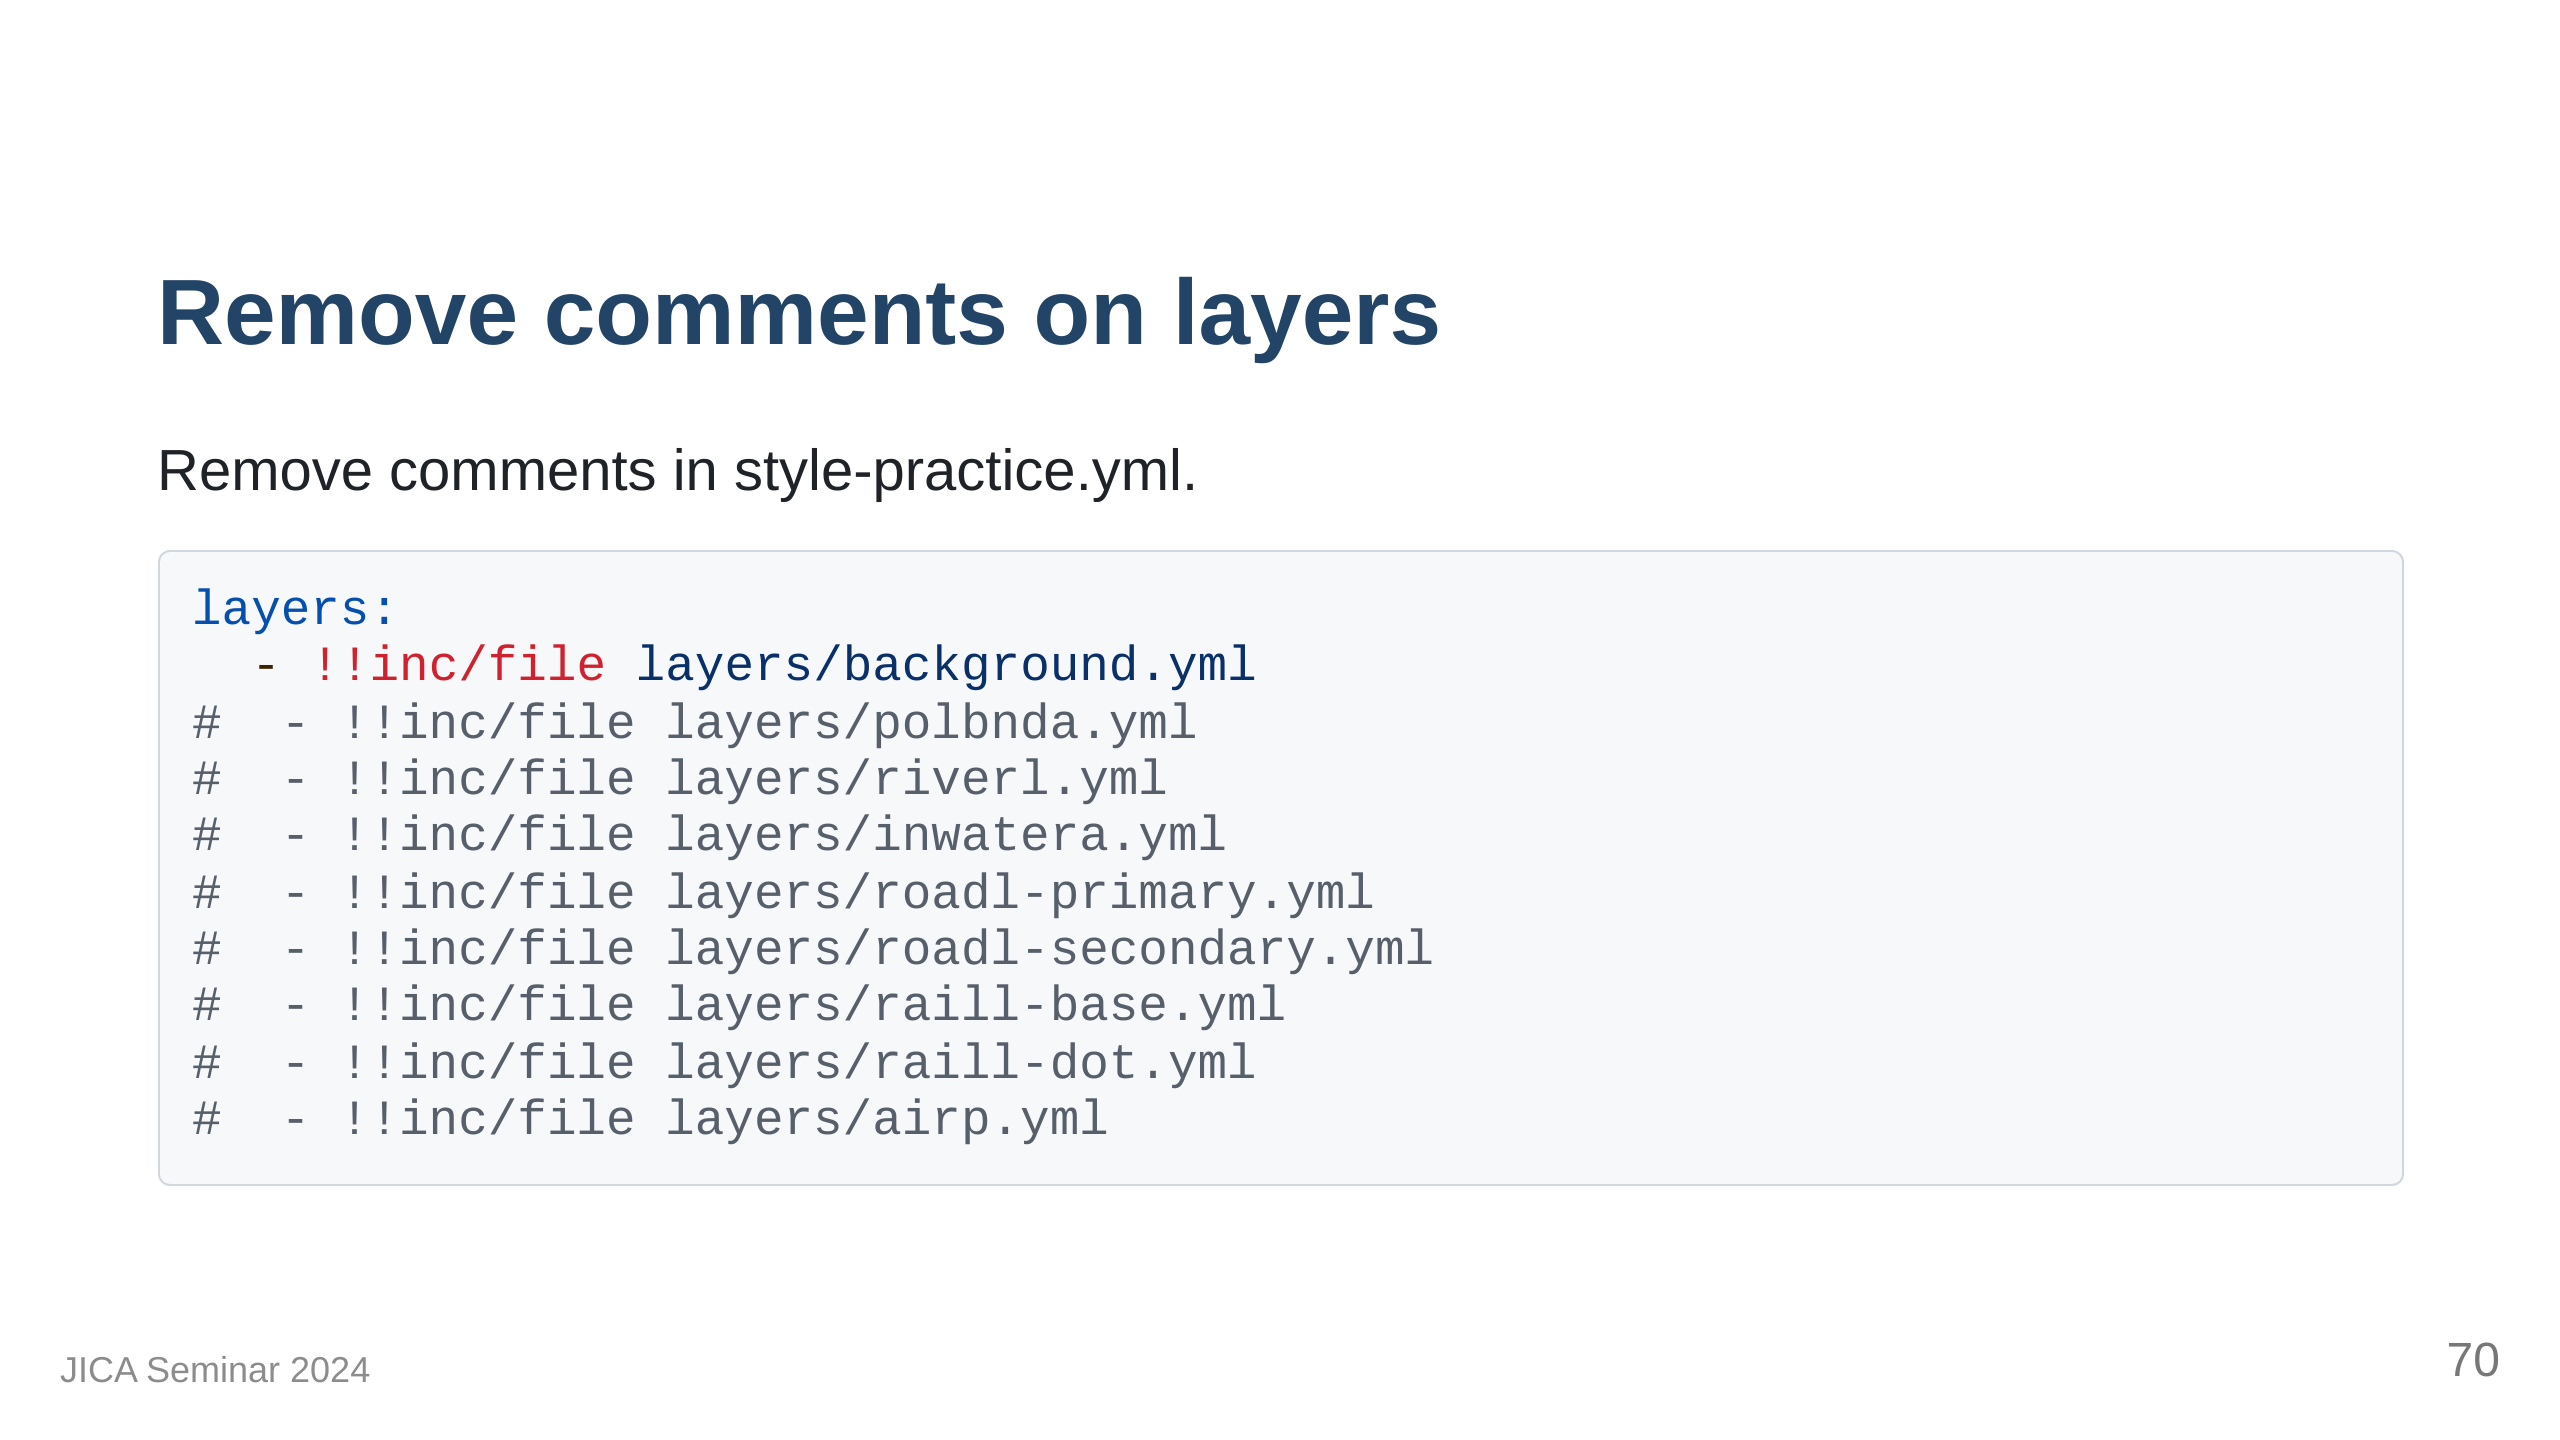 Remove comments on layers
Remove comments in style-practice.yml.
layers:
  - !!inc/file layers/background.yml
#  - !!inc/file layers/polbnda.yml
#  - !!inc/file layers/riverl.yml
#  - !!inc/file layers/inwatera.yml
#  - !!inc/file layers/roadl-primary.yml
#  - !!inc/file layers/roadl-secondary.yml
#  - !!inc/file layers/raill-base.yml
#  - !!inc/file layers/raill-dot.yml
#  - !!inc/file layers/airp.yml
JICA Seminar 2024
70